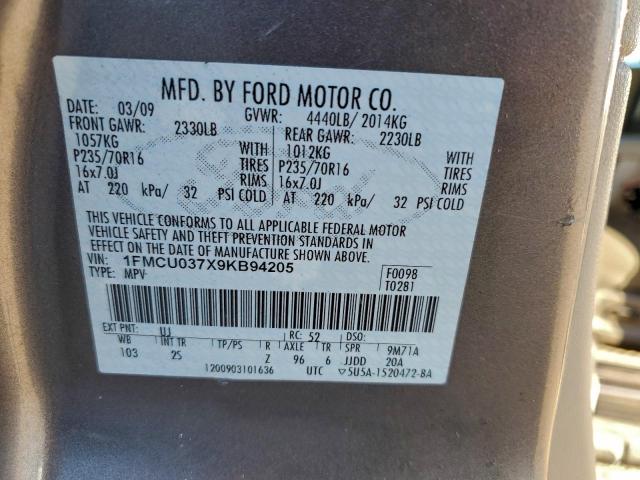 MFD. BY FORD MOTOR CO.
DATE: 03/09 GVWR: 4440LB/ 2014KG
FRONT GAWR: 2330LB REAR GAWR: 2230LB
1057KG WITH 1012KG WITH
P235/70R16 TIRES P235/70R16 TIRES
16x7.0J RIMS 16x7.0J RIMS
AT 220 kPa/ 32 PSI COLD AT 220 kPa/ 32 PSI COLD
THIS VEHICLE CONFORMS TO ALL APPLICABLE FEDERAL MOTOR
VEHICLE SAFETY AND THEFT PREVENTION STANDARDS IN
EFFECT ON THE DATE OF MANUFACTURE SHOWN ABOVE.
VIN: 1FMCU037X9KB94205 F0098
TYPE: MPV T0281
EXT PNT: UJ RC: 52 DSO:
WB INT TR TP/PS R AXLE TR SPR 9M71A
103 2S Z 96 6 JJDD 20A
1200903101636 UTC ▽5U5A-1520472-BA